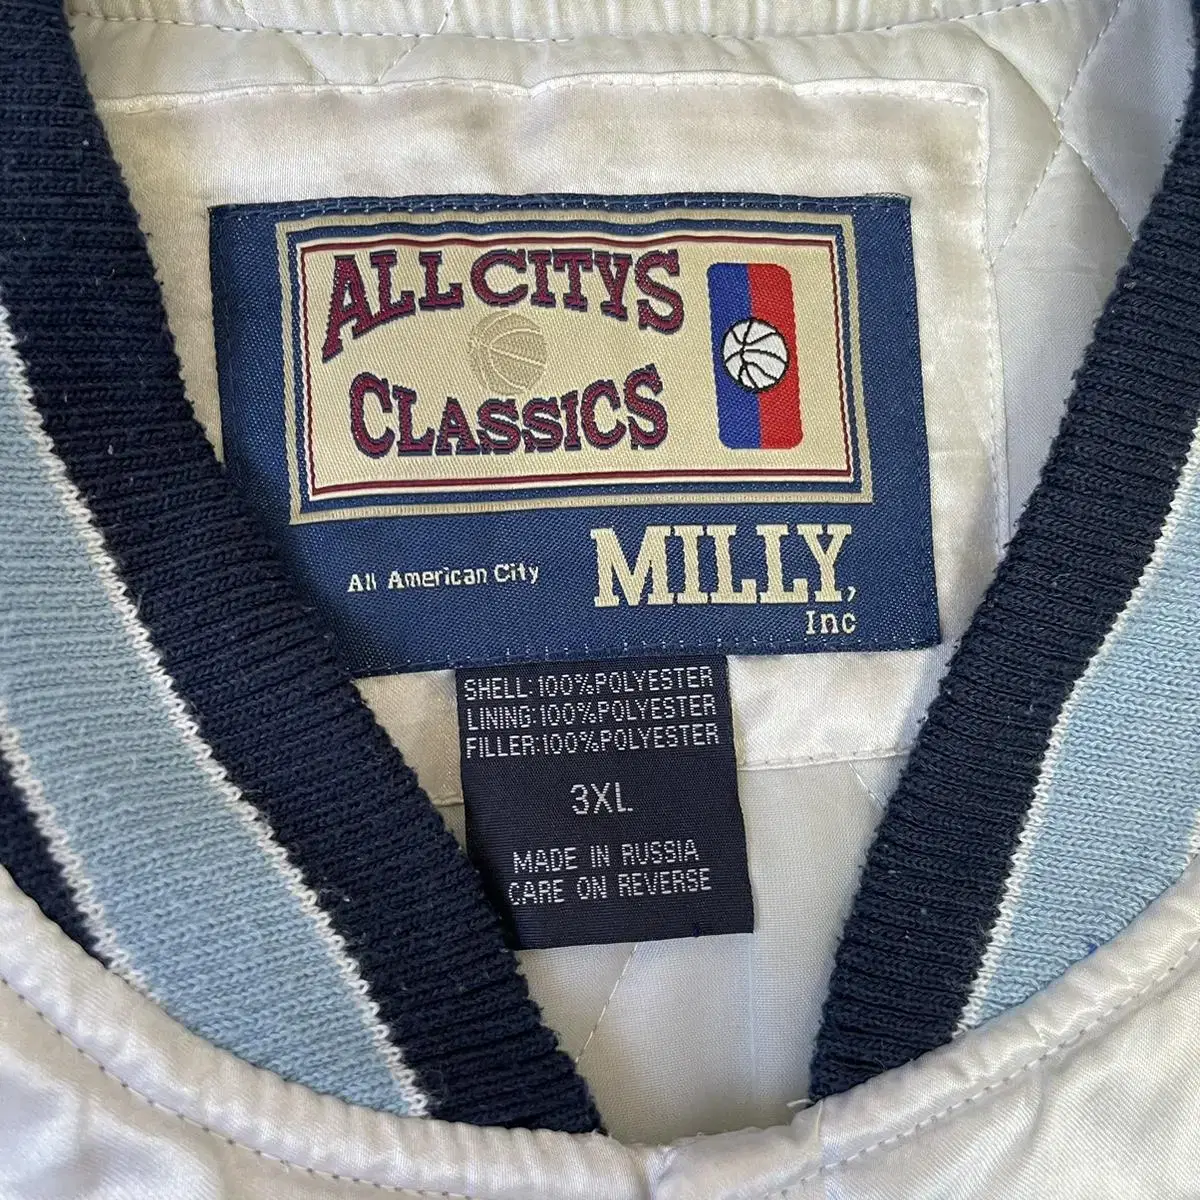 ALL CITYS
CLASSICS
All American City
MILLY,
Inc
SHELL:100%POLYESTER
LINING:100%POLYESTER
FILLER:100%POLYESTER
3XL
MADE IN RUSSIA
CARE ON REVERSE